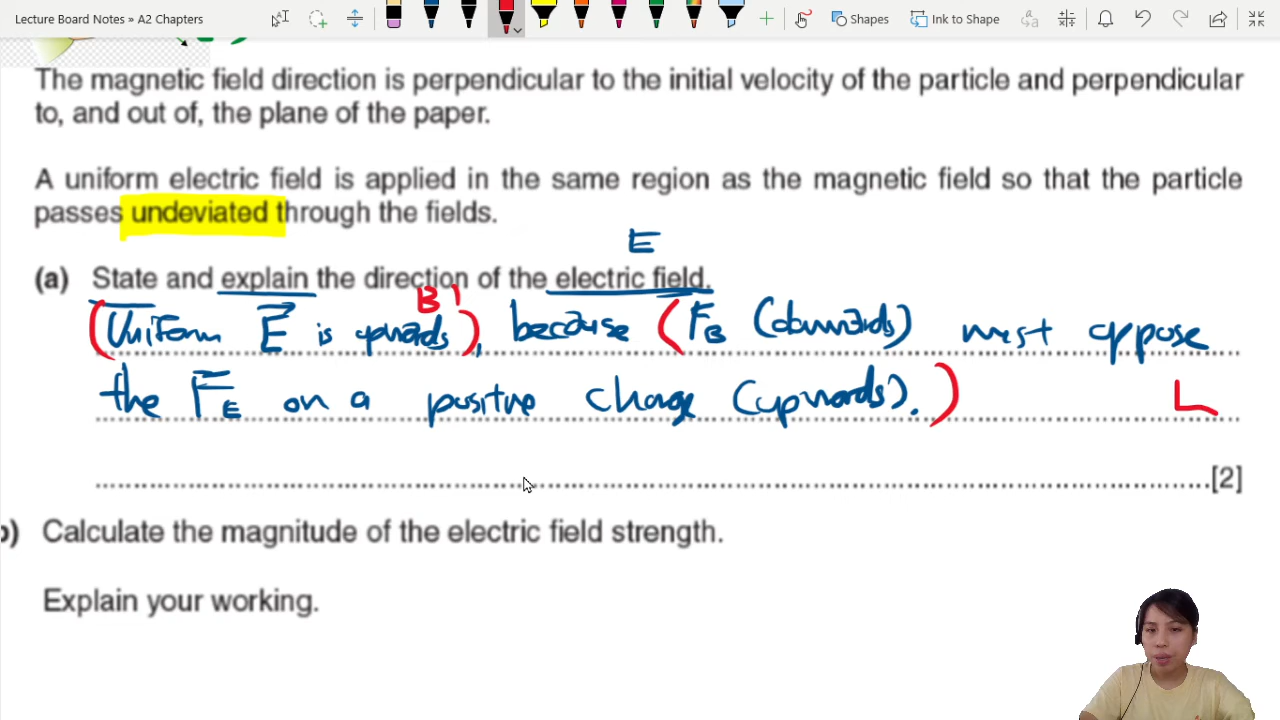 Lecture Board Notes » A2 Chapters
Shapes
Ink to Shape
The magnetic field direction is perpendicular to the initial velocity of the particle and perpendicular
to, and out of, the plane of the paper.
A uniform electric field is applied in the same region as the magnetic field so that the particle
passes undeviated through the fields.
E
(a) State and explain the direction of the electric field.
B1
(Uniform E is upwards), because (FB (downwards) must oppose
the FE on a positive charge (upwards).)
[2]
b) Calculate the magnitude of the electric field strength.
Explain your working.